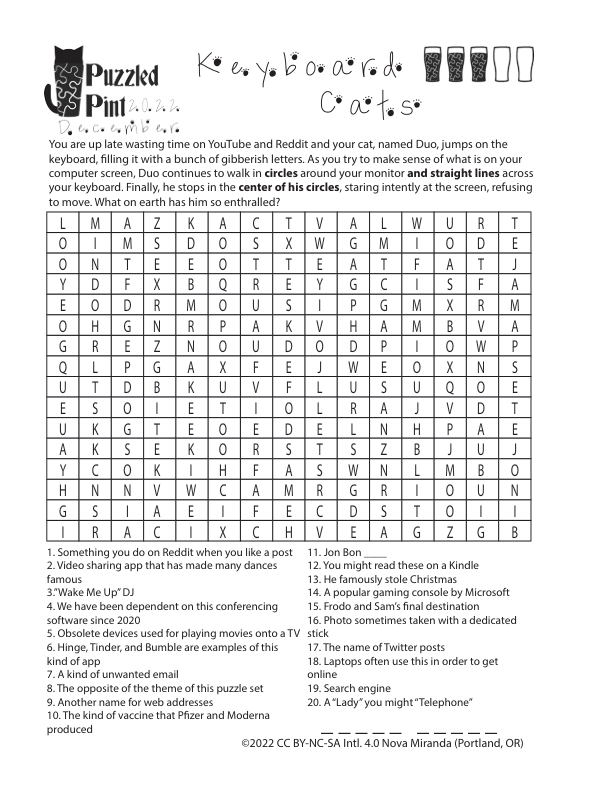 Keyboard
Puzzled
Pint 2022
December
Cats
You are up late wasting time on YouTube and Reddit and your cat, named Duo, jumps on the
keyboard, filling it with a bunch of gibberish letters. As you try to make sense of what is on your
computer screen, Duo continues to walk in circles around your monitor and straight lines across
your keyboard. Finally, he stops in the center of his circles, staring intently at the screen, refusing
to move. What on earth has him so enthralled?
L M A Z K A C T V A L W U R T
O I M S D O S X W G M I O D E
O N T E E O T T E A T F A T J
Y D F X B Q R E Y G C I S F A
E O D R M O U S I P G M X R M
O H G N R P A K V H A M B V A
G R E Z N O U D O D P I O W P
Q L P G A X F E J W E O X N S
U T D B K U V F L U S U Q O E
E S O I E T I O L R A J V D T
U K G T E O E D E L N H P A E
A K S E K O R S T S Z B J U J
Y C O K I H F A S W N L M B O
H N N V W C A M R G R I O U N
G S I A E I F E C D S T O I I
I R A C I X C H V E A G Z G B
1. Something you do on Reddit when you like a post
2. Video sharing app that has made many dances
famous
3."Wake Me Up" DJ
4. We have been dependent on this conferencing
software since 2020
5. Obsolete devices used for playing movies onto a TV
6. Hinge, Tinder, and Bumble are examples of this
kind of app
7. A kind of unwanted email
8. The opposite of the theme of this puzzle set
9. Another name for web addresses
10. The kind of vaccine that Pfizer and Moderna
produced
11. Jon Bon ____
12. You might read these on a Kindle
13. He famously stole Christmas
14. A popular gaming console by Microsoft
15. Frodo and Sam's final destination
16. Photo sometimes taken with a dedicated
stick
17. The name of Twitter posts
18. Laptops often use this in order to get
online
19. Search engine
20. A "Lady" you might "Telephone"
_ _ _ _ _ _ _ _ _ _
©2022 CC BY-NC-SA Intl. 4.0 Nova Miranda (Portland, OR)